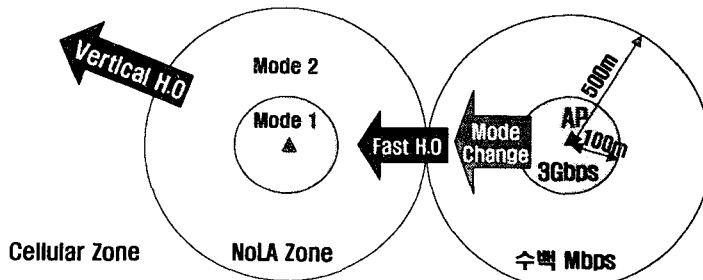 Vertical H.O
Mode 2
Mode 1
Fast H.O
Mode
Change
500m
AP
100m
3Gbps
Cellular Zone
NoLA Zone
수백 Mbps